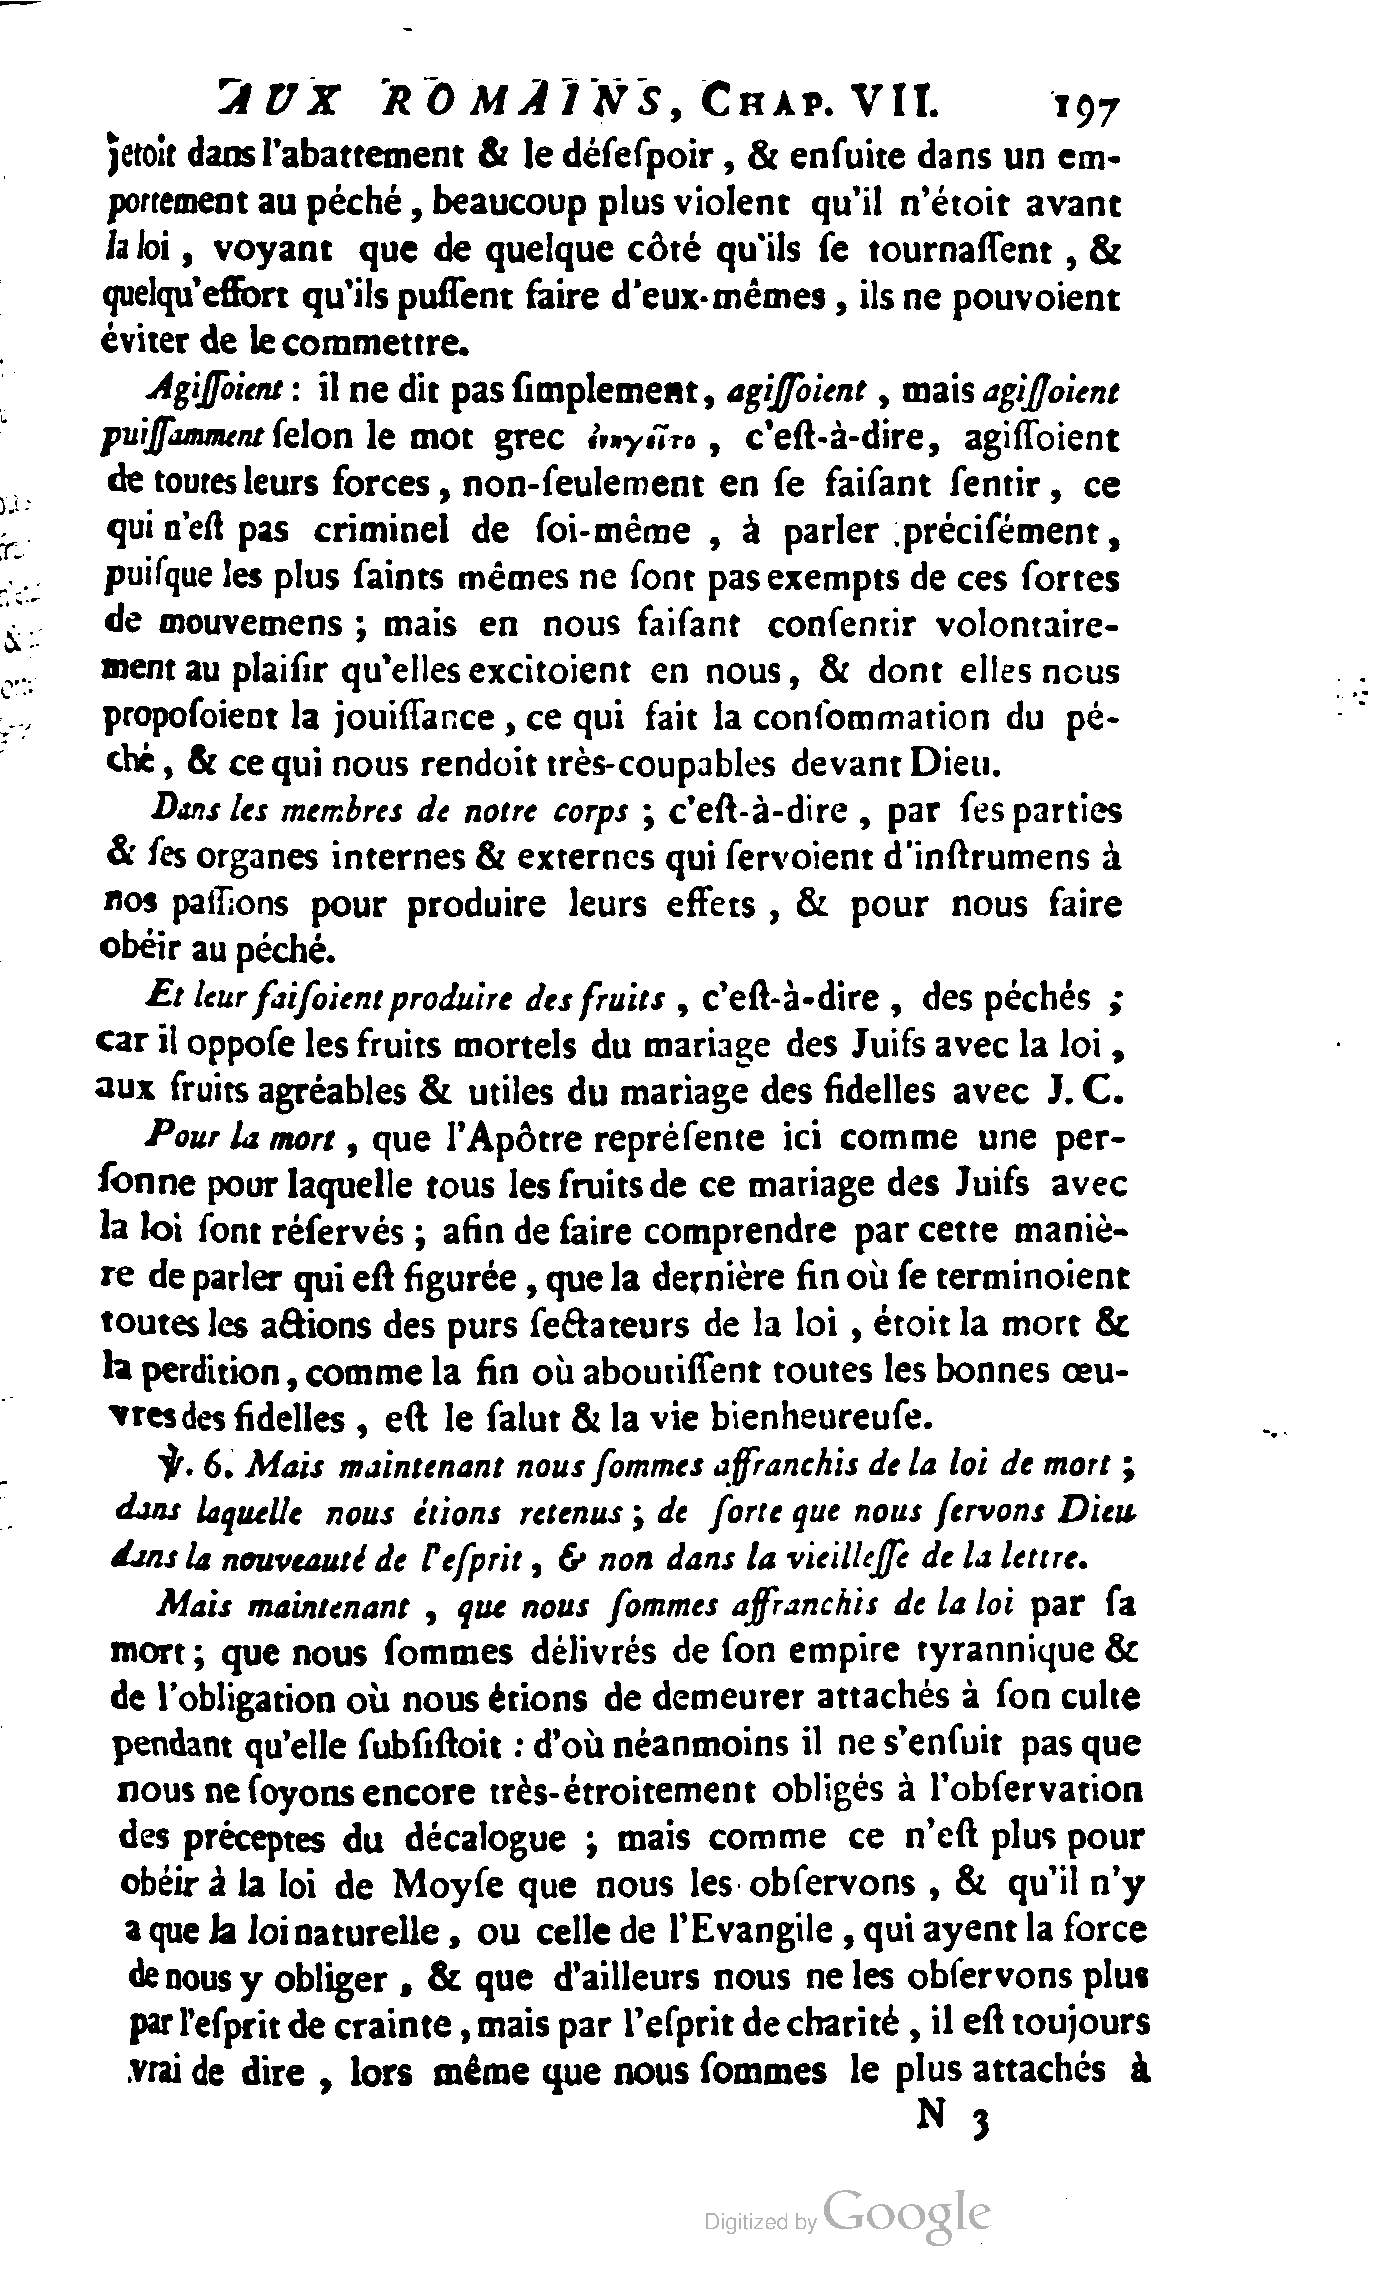 AUX ROMAINS, CHAP. VII. 197
jetoit dans l'abattement & le déſeſpoir, & enſuite dans un em-
portement au péché, beaucoup plus violent qu'il n'étoit avant
la loi, voyant que de quelque côté qu'ils ſe tournaſſent, &
quelqu'effort qu'ils puſſent faire d'eux-mêmes, ils ne pouvoient
éviter de le commettre.
Agiſſoient : il ne dit pas ſimplement, agiſſoient, mais agiſſoient
puiſſamment ſelon le mot grec ἐνηγεῖτο, c'eſt-à-dire, agiſſoient
de toutes leurs forces, non-ſeulement en ſe faiſant ſentir, ce
qui n'eſt pas criminel de ſoi-même, à parler préciſément,
puiſque les plus ſaints mêmes ne ſont pas exempts de ces ſortes
de mouvemens ; mais en nous faiſant conſentir volontaire-
ment au plaiſir qu'elles excitoient en nous, & dont elles nous
propoſoient la jouiſſance, ce qui fait la conſommation du pé-
ché, & ce qui nous rendoit très-coupables devant Dieu.
Dans les membres de notre corps ; c'eſt-à-dire, par ſes parties
& ſes organes internes & externes qui ſervoient d'inſtrumens à
nos paſſions pour produire leurs effets, & pour nous faire
obéir au péché.
Et leur faiſoient produire des fruits, c'eſt-à-dire, des péchés ;
car il oppoſe les fruits mortels du mariage des Juifs avec la loi,
aux fruits agréables & utiles du mariage des fidelles avec J. C.
Pour la mort, que l'Apôtre repréſente ici comme une per-
ſonne pour laquelle tous les fruits de ce mariage des Juifs avec
la loi ſont réſervés ; afin de faire comprendre par cette maniè-
re de parler qui eſt figurée, que la dernière fin où ſe terminoient
toutes les actions des purs ſectateurs de la loi, étoit la mort &
la perdition, comme la fin où aboutiſſent toutes les bonnes œu-
vres des fidelles, eſt le ſalut & la vie bienheureuſe.
℣. 6. Mais maintenant nous ſommes affranchis de la loi de mort ;
dans laquelle nous étions retenus ; de ſorte que nous ſervons Dieu
dans la nouveauté de l'eſprit, & non dans la vieilleſſe de la lettre.
Mais maintenant, que nous ſommes affranchis de la loi par ſa
mort ; que nous ſommes délivrés de ſon empire tyrannique &
de l'obligation où nous étions de demeurer attachés à ſon culte
pendant qu'elle ſubſiſtoit : d'où néanmoins il ne s'enſuit pas que
nous ne ſoyons encore très-étroitement obligés à l'obſervation
des préceptes du décalogue ; mais comme ce n'eſt plus pour
obéir à la loi de Moyſe que nous les obſervons, & qu'il n'y
a que la loi naturelle, ou celle de l'Evangile, qui ayent la force
de nous y obliger, & que d'ailleurs nous ne les obſervons plus
par l'eſprit de crainte, mais par l'eſprit de charité, il eſt toujours
vrai de dire, lors même que nous ſommes le plus attachés à
N 3
Digitized by Google